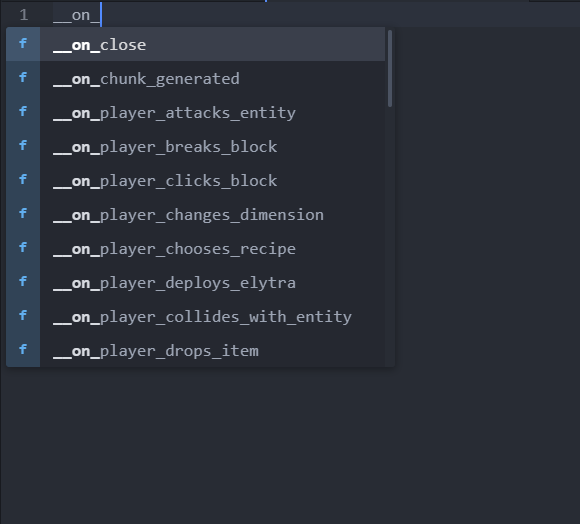 1 __on_
f __on_close
f __on_chunk_generated
f __on_player_attacks_entity
f __on_player_breaks_block
f __on_player_clicks_block
f __on_player_changes_dimension
f __on_player_chooses_recipe
f __on_player_deploys_elytra
f __on_player_collides_with_entity
f __on_player_drops_item